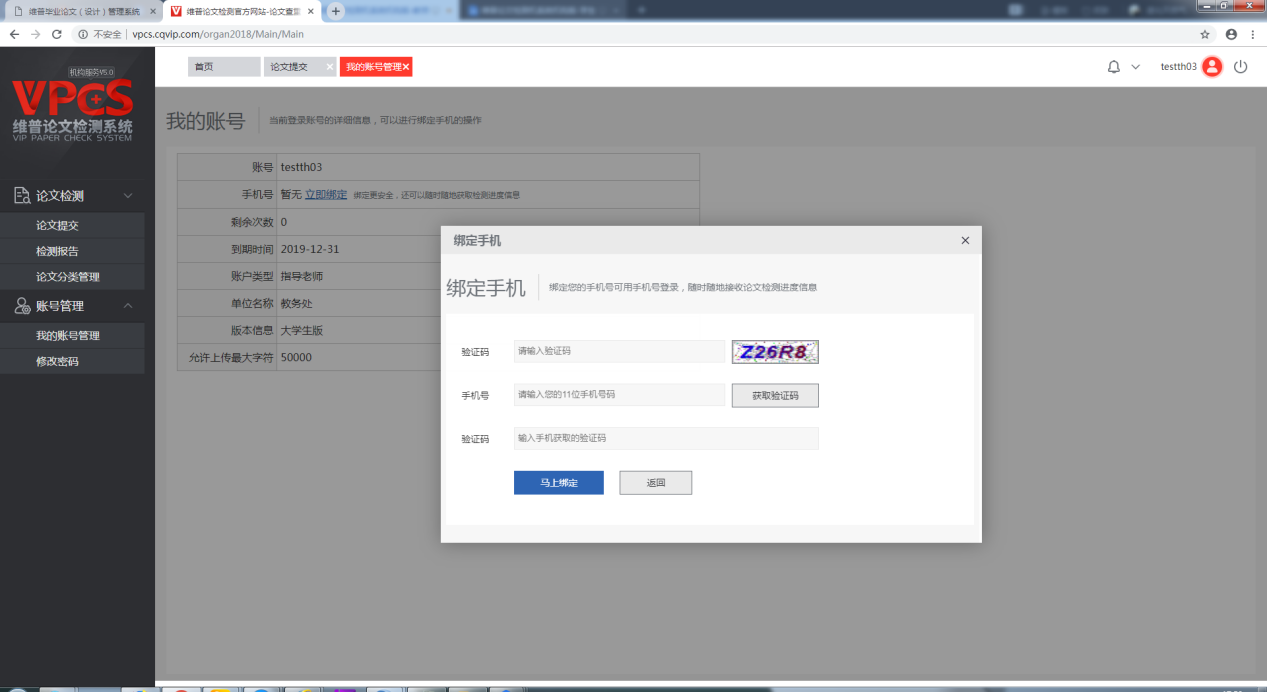 维普毕业论文（设计）管理系统
维普论文检测官方网站-论文查重
不安全 | vpcs.cqvip.com/organ2018/Main/Main
机构服务V5.0
VPCS
维普论文检测系统
VIP PAPER CHECK SYSTEM
首页
论文提交
我的账号管理
testth03
论文检测
论文提交
检测报告
论文分类管理
账号管理
我的账号管理
修改密码
我的账号
当前登录账号的详细信息，可以进行绑定手机的操作
账号 testth03
手机号 暂无 立即绑定 绑定更安全，还可以随时随地获取检测进度信息
剩余次数 0
到期时间 2019-12-31
账户类型 指导老师
单位名称 教务处
版本信息 大学生版
允许上传最大字符 50000
绑定手机
绑定手机
绑定您的手机号可用手机号登录，随时随地接收论文检测进度信息
验证码 请输入验证码 Z26R8
手机号 请输入您的11位手机号码 获取验证码
验证码 输入手机获取的验证码
马上绑定 返回